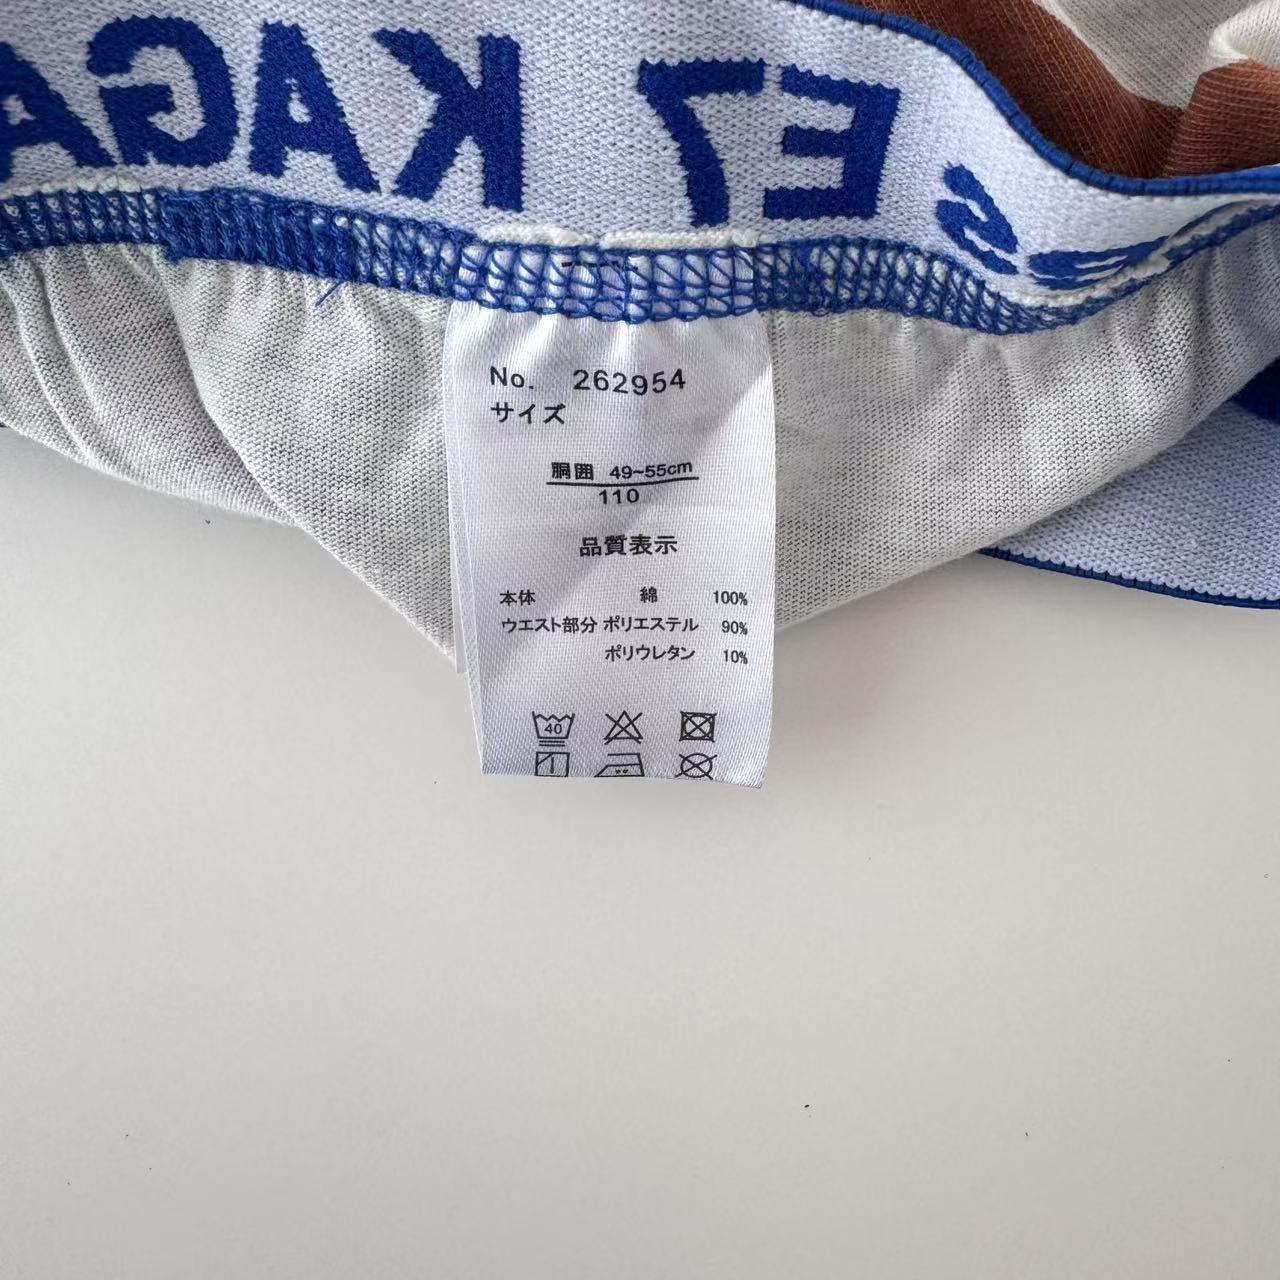 E7 KAGA
No. 262954
サイズ
胴囲 49~55cm
110
品質表示
本体 綿 100%
ウエスト部分 ポリエステル 90%
ポリウレタン 10%
40